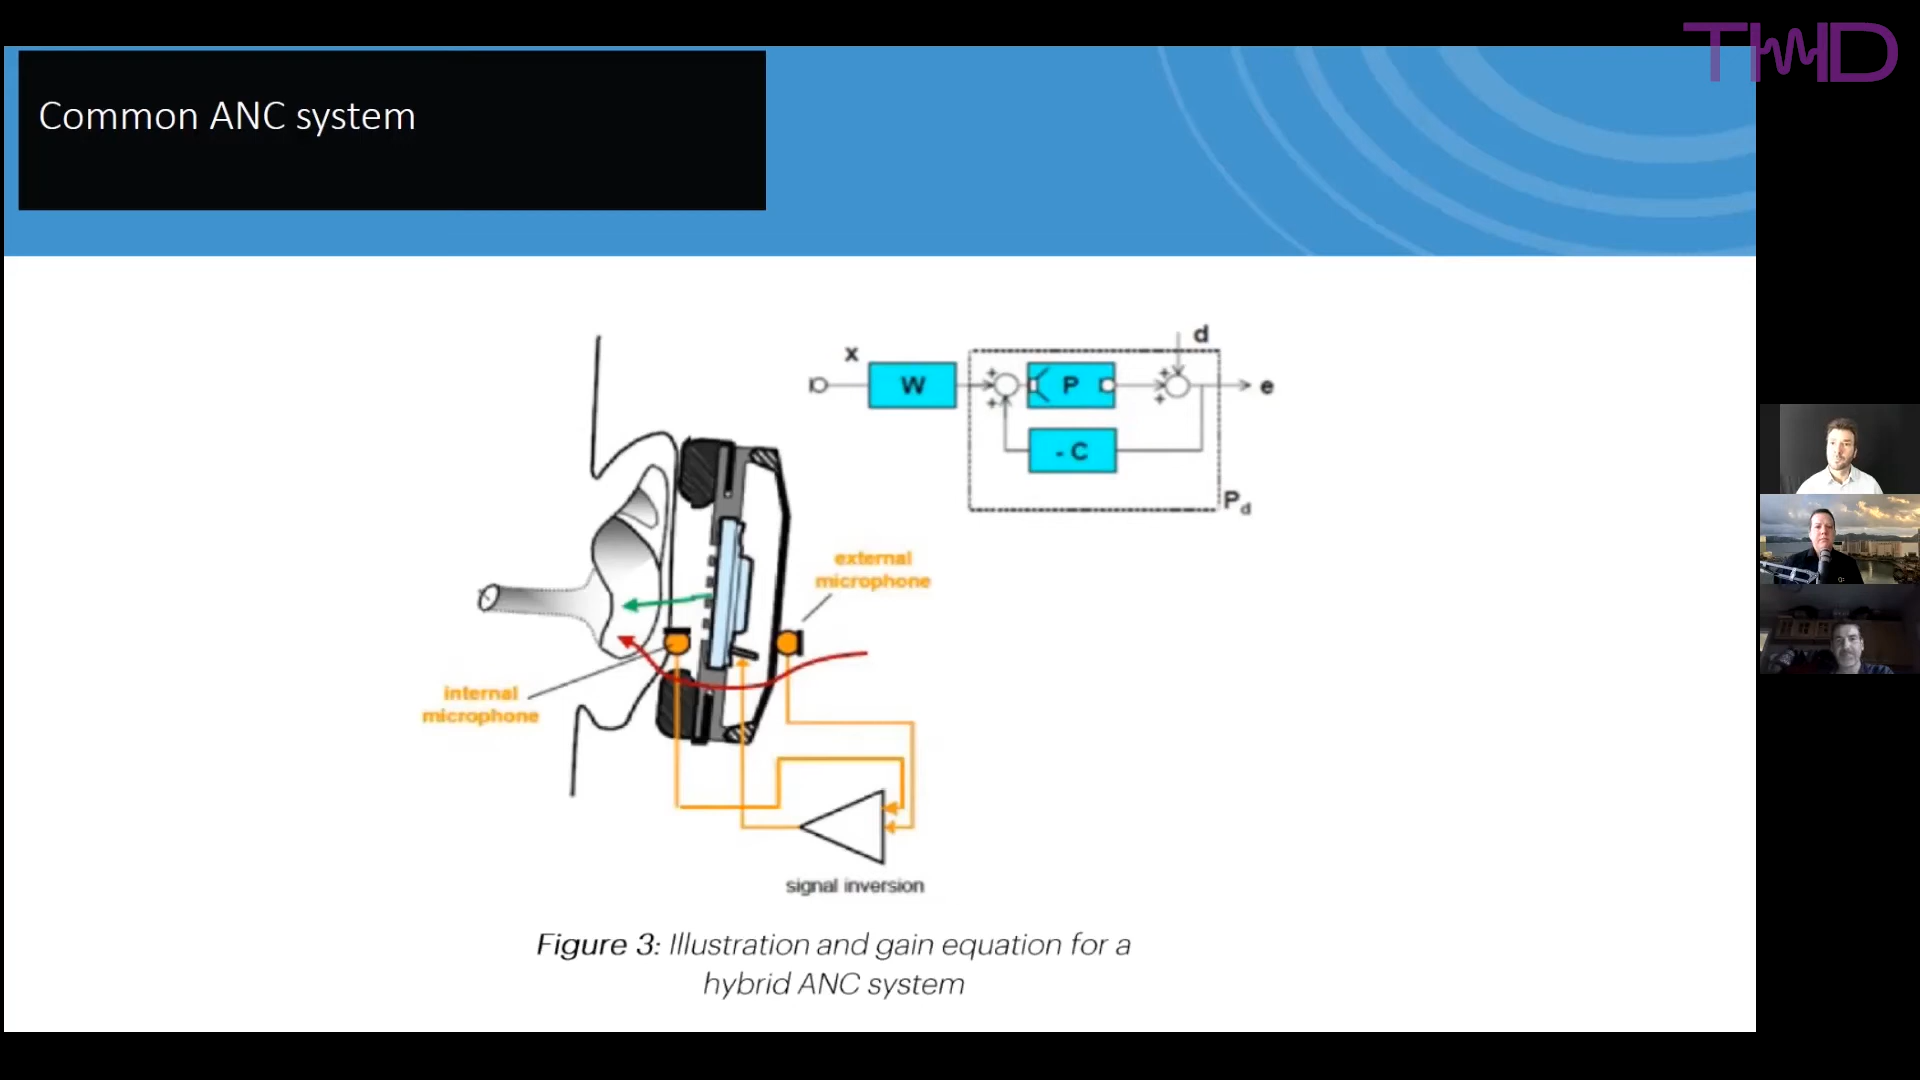 TMD
Common ANC system
d
x
W
+
P
+
e
+
+
- C
Pd
external
microphone
internal
microphone
signal inversion
Figure 3: Illustration and gain equation for a
hybrid ANC system